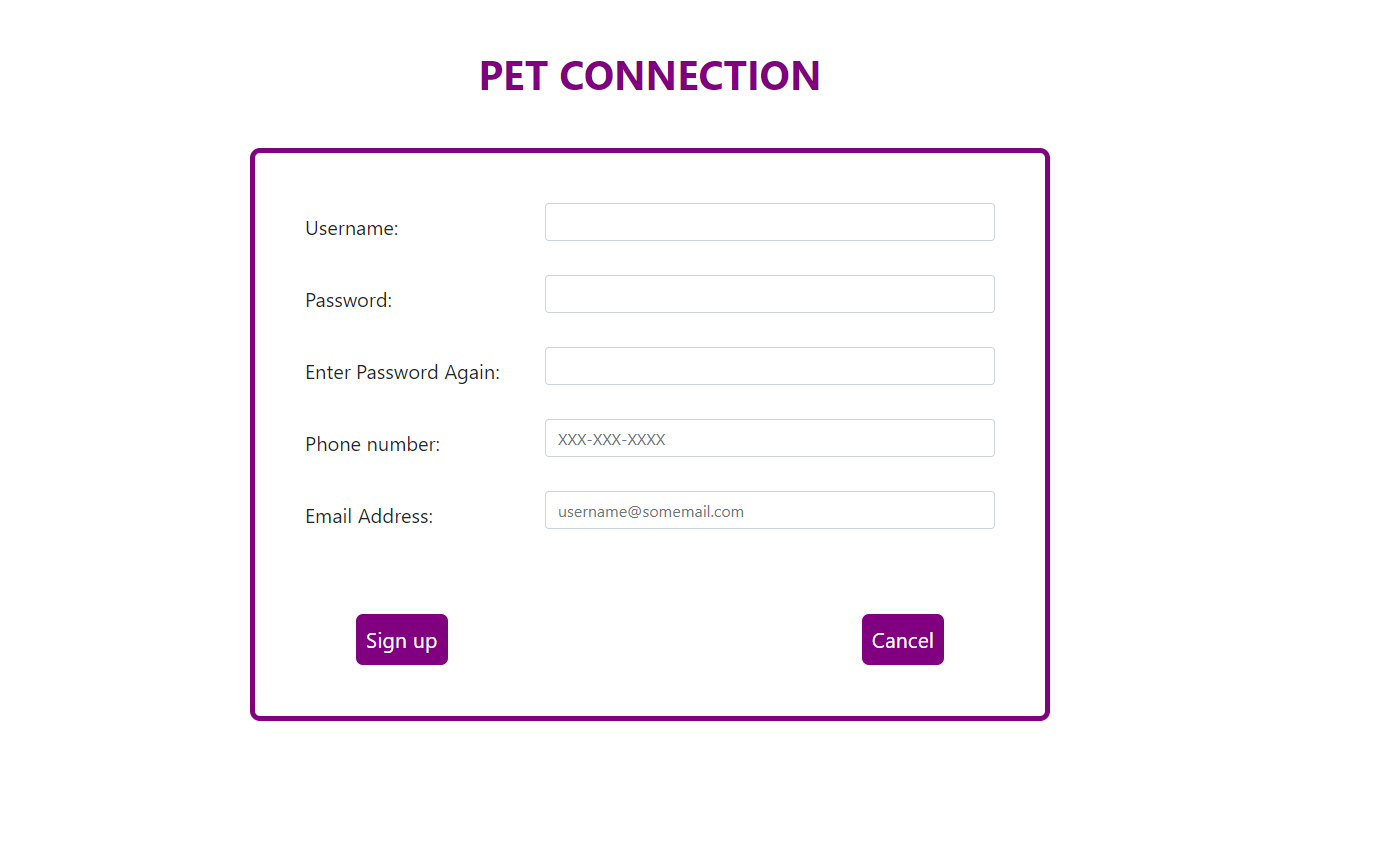 PET CONNECTION
Username:
Password:
Enter Password Again:
Phone number: XXX-XXX-XXXX
Email Address: username@somemail.com
Sign up Cancel